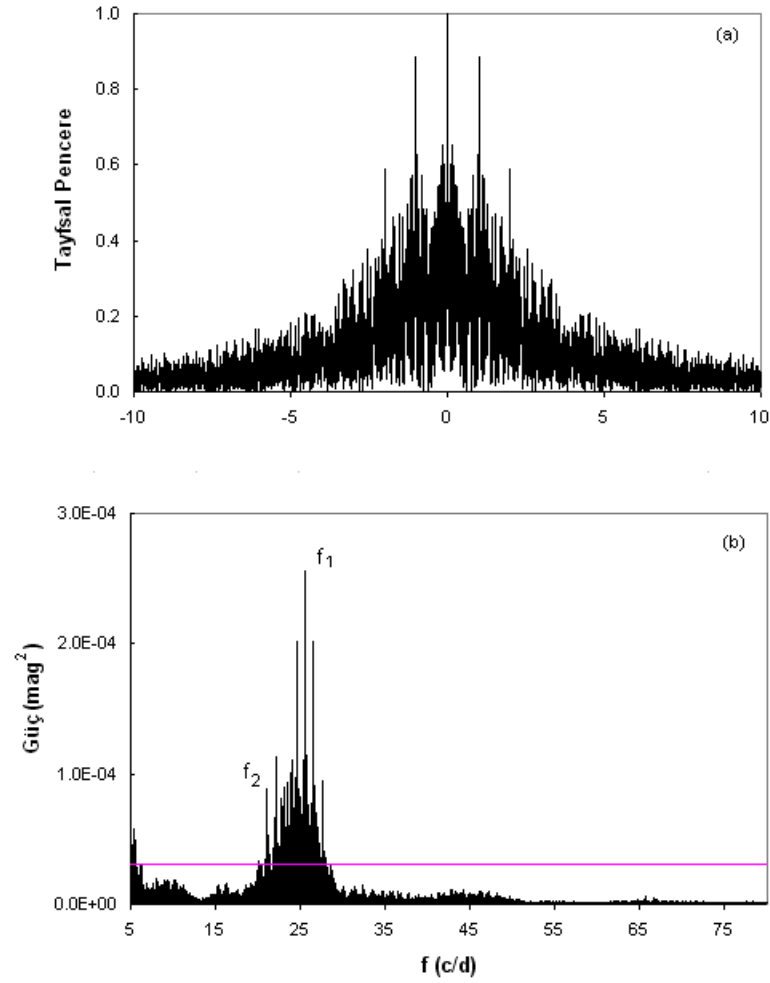 (a)
1.0
0.8
0.6
0.4
0.2
0.0
Tayfsal Pencere
-10 -5 0 5 10
(b)
3.0E-04
2.0E-04
1.0E-04
0.0E+00
Güç (mag²)
f₁
f₂
5 15 25 35 45 55 65 75
f (c/d)